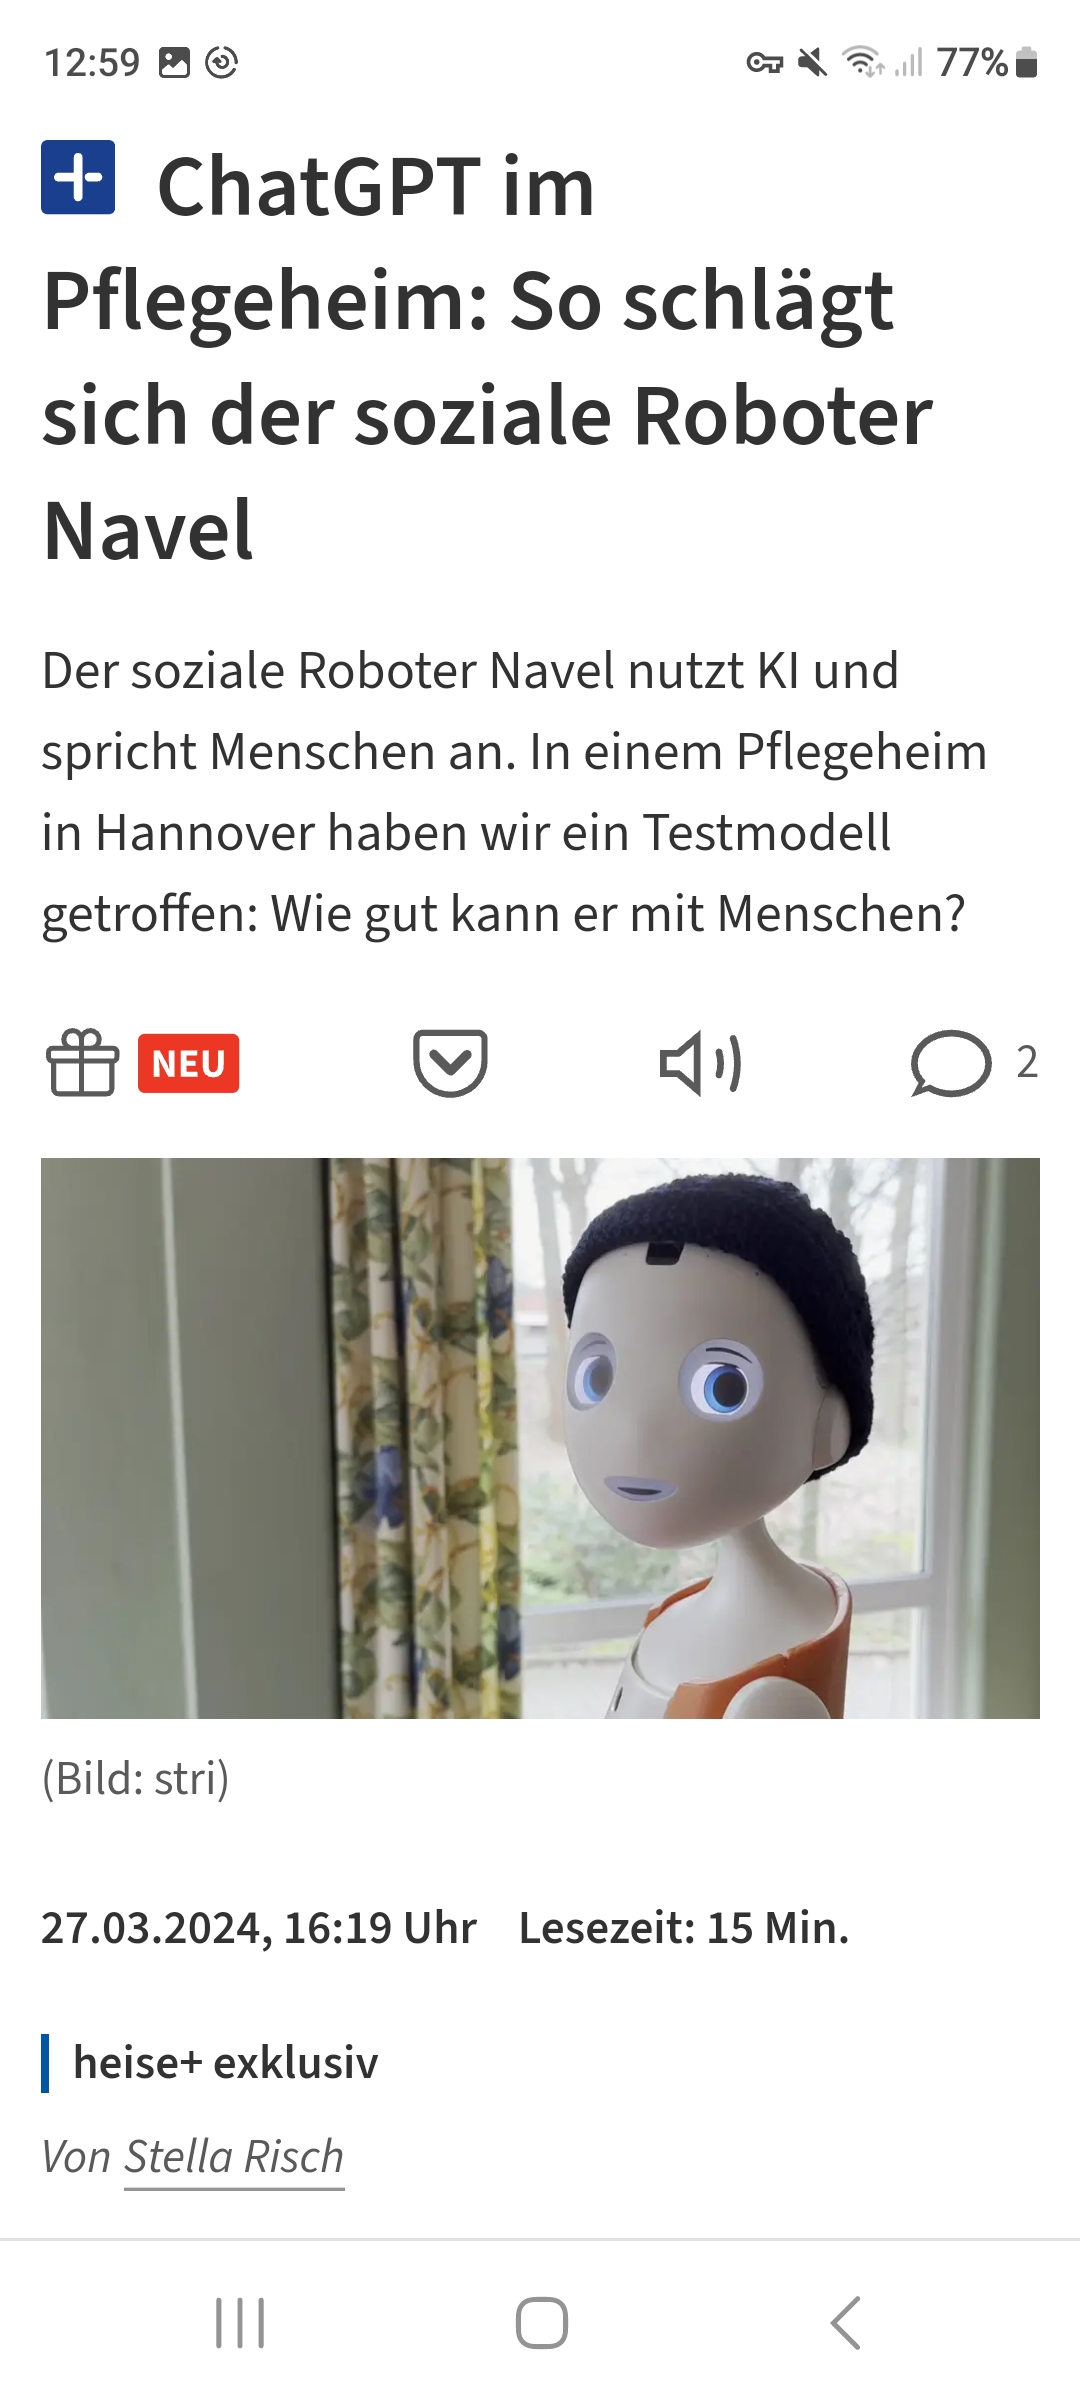 12:59
77%
ChatGPT im
Pflegeheim: So schlägt
sich der soziale Roboter
Navel
Der soziale Roboter Navel nutzt KI und
spricht Menschen an. In einem Pflegeheim
in Hannover haben wir ein Testmodell
getroffen: Wie gut kann er mit Menschen?
NEU
2
(Bild: stri)
27.03.2024, 16:19 Uhr Lesezeit: 15 Min.
heise+ exklusiv
Von Stella Risch